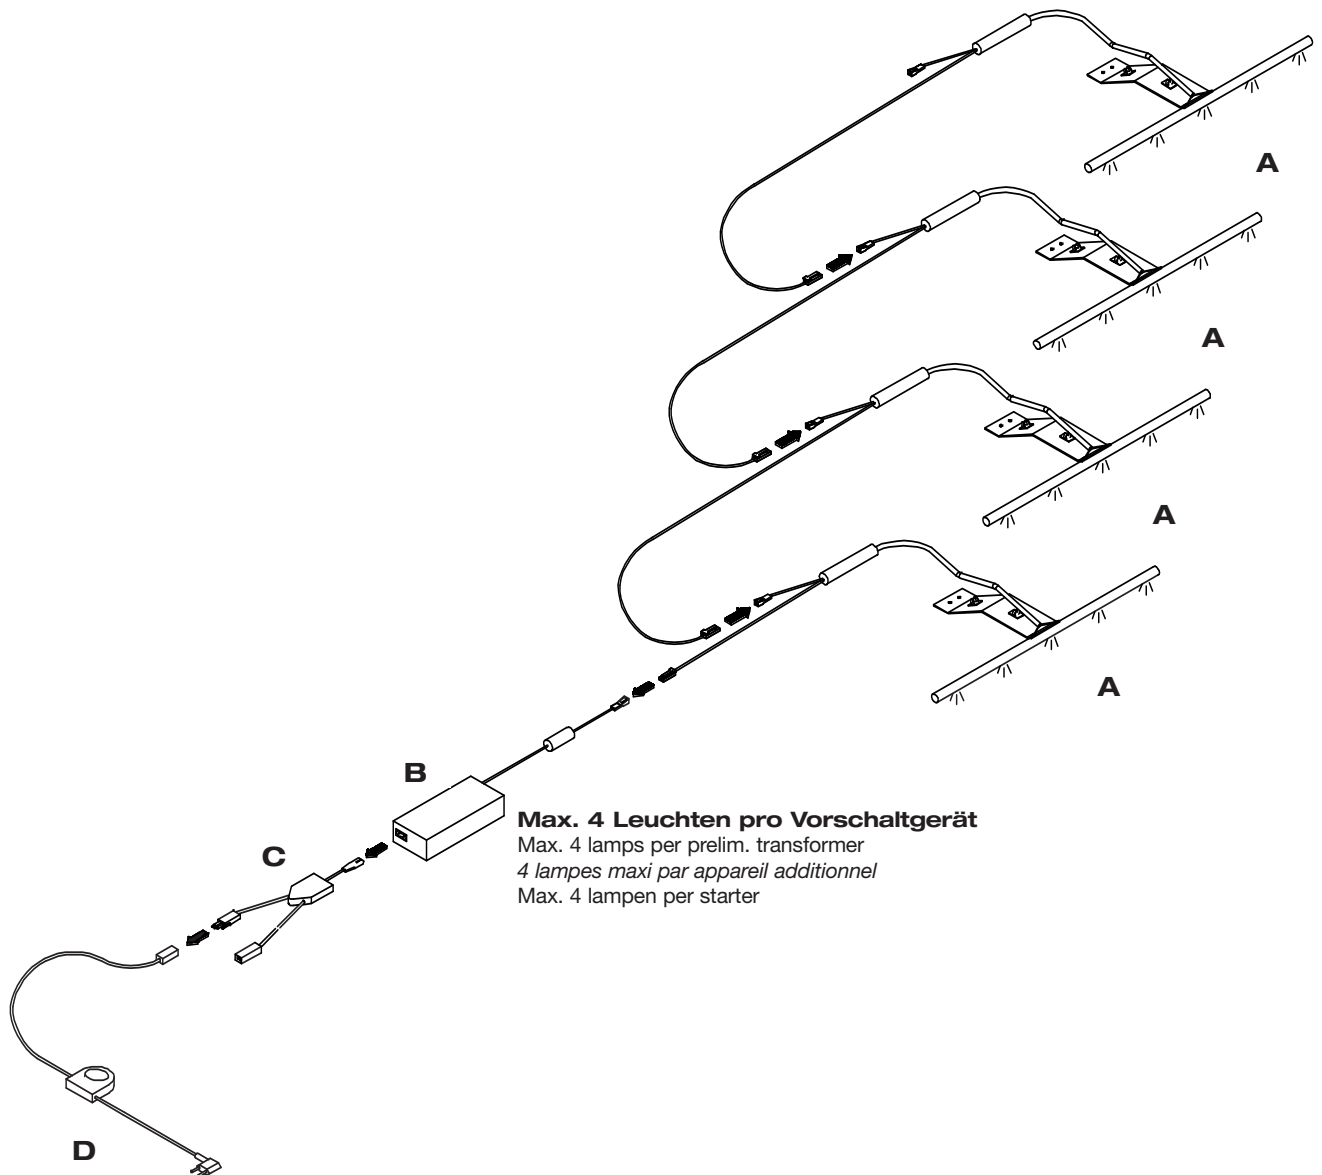 A
A
A
A
B
Max. 4 Leuchten pro Vorschaltgerät
Max. 4 lamps per prelim. transformer
4 lampes maxi par appareil additionnel
Max. 4 lampen per starter
C
D